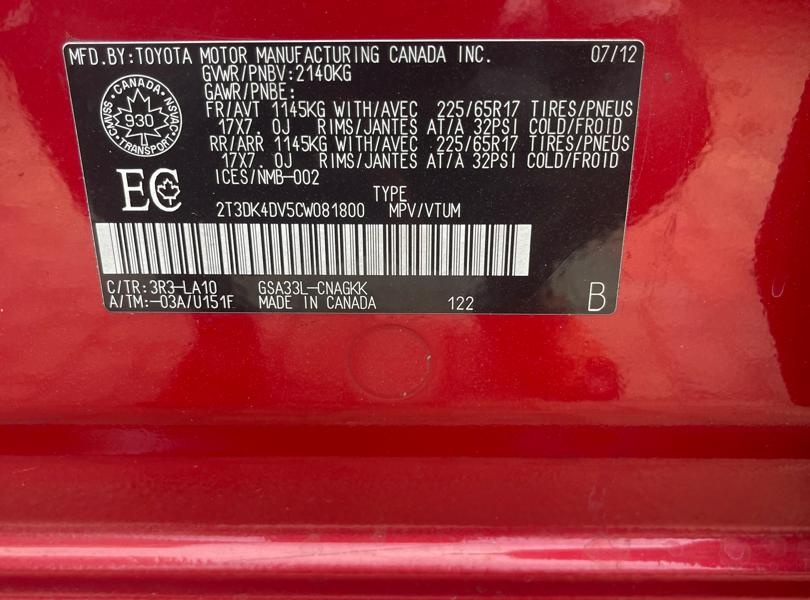 MFD.BY:TOYOTA MOTOR MANUFACTURING CANADA INC. 07/12
GVWR/PNBV:2140KG
GAWR/PNBE:
FR/AVT 1145KG WITH/AVEC 225/65R17 TIRES/PNEUS
17X7.0J RIMS/JANTES AT/A 32PSI COLD/FROID
RR/ARR 1145KG WITH/AVEC 225/65R17 TIRES/PNEUS
17X7.0J RIMS/JANTES AT/A 32PSI COLD/FROID
CANADA
CMVSS 930 NSVAC
TRANSPORT
ICES/NMB-002
EC
TYPE
2T3DK4DV5CW081800 MPV/VTUM
C/TR:3R3-LA10 GSA33L-CNAGKK
A/TM:-03A/U151F MADE IN CANADA 122 B